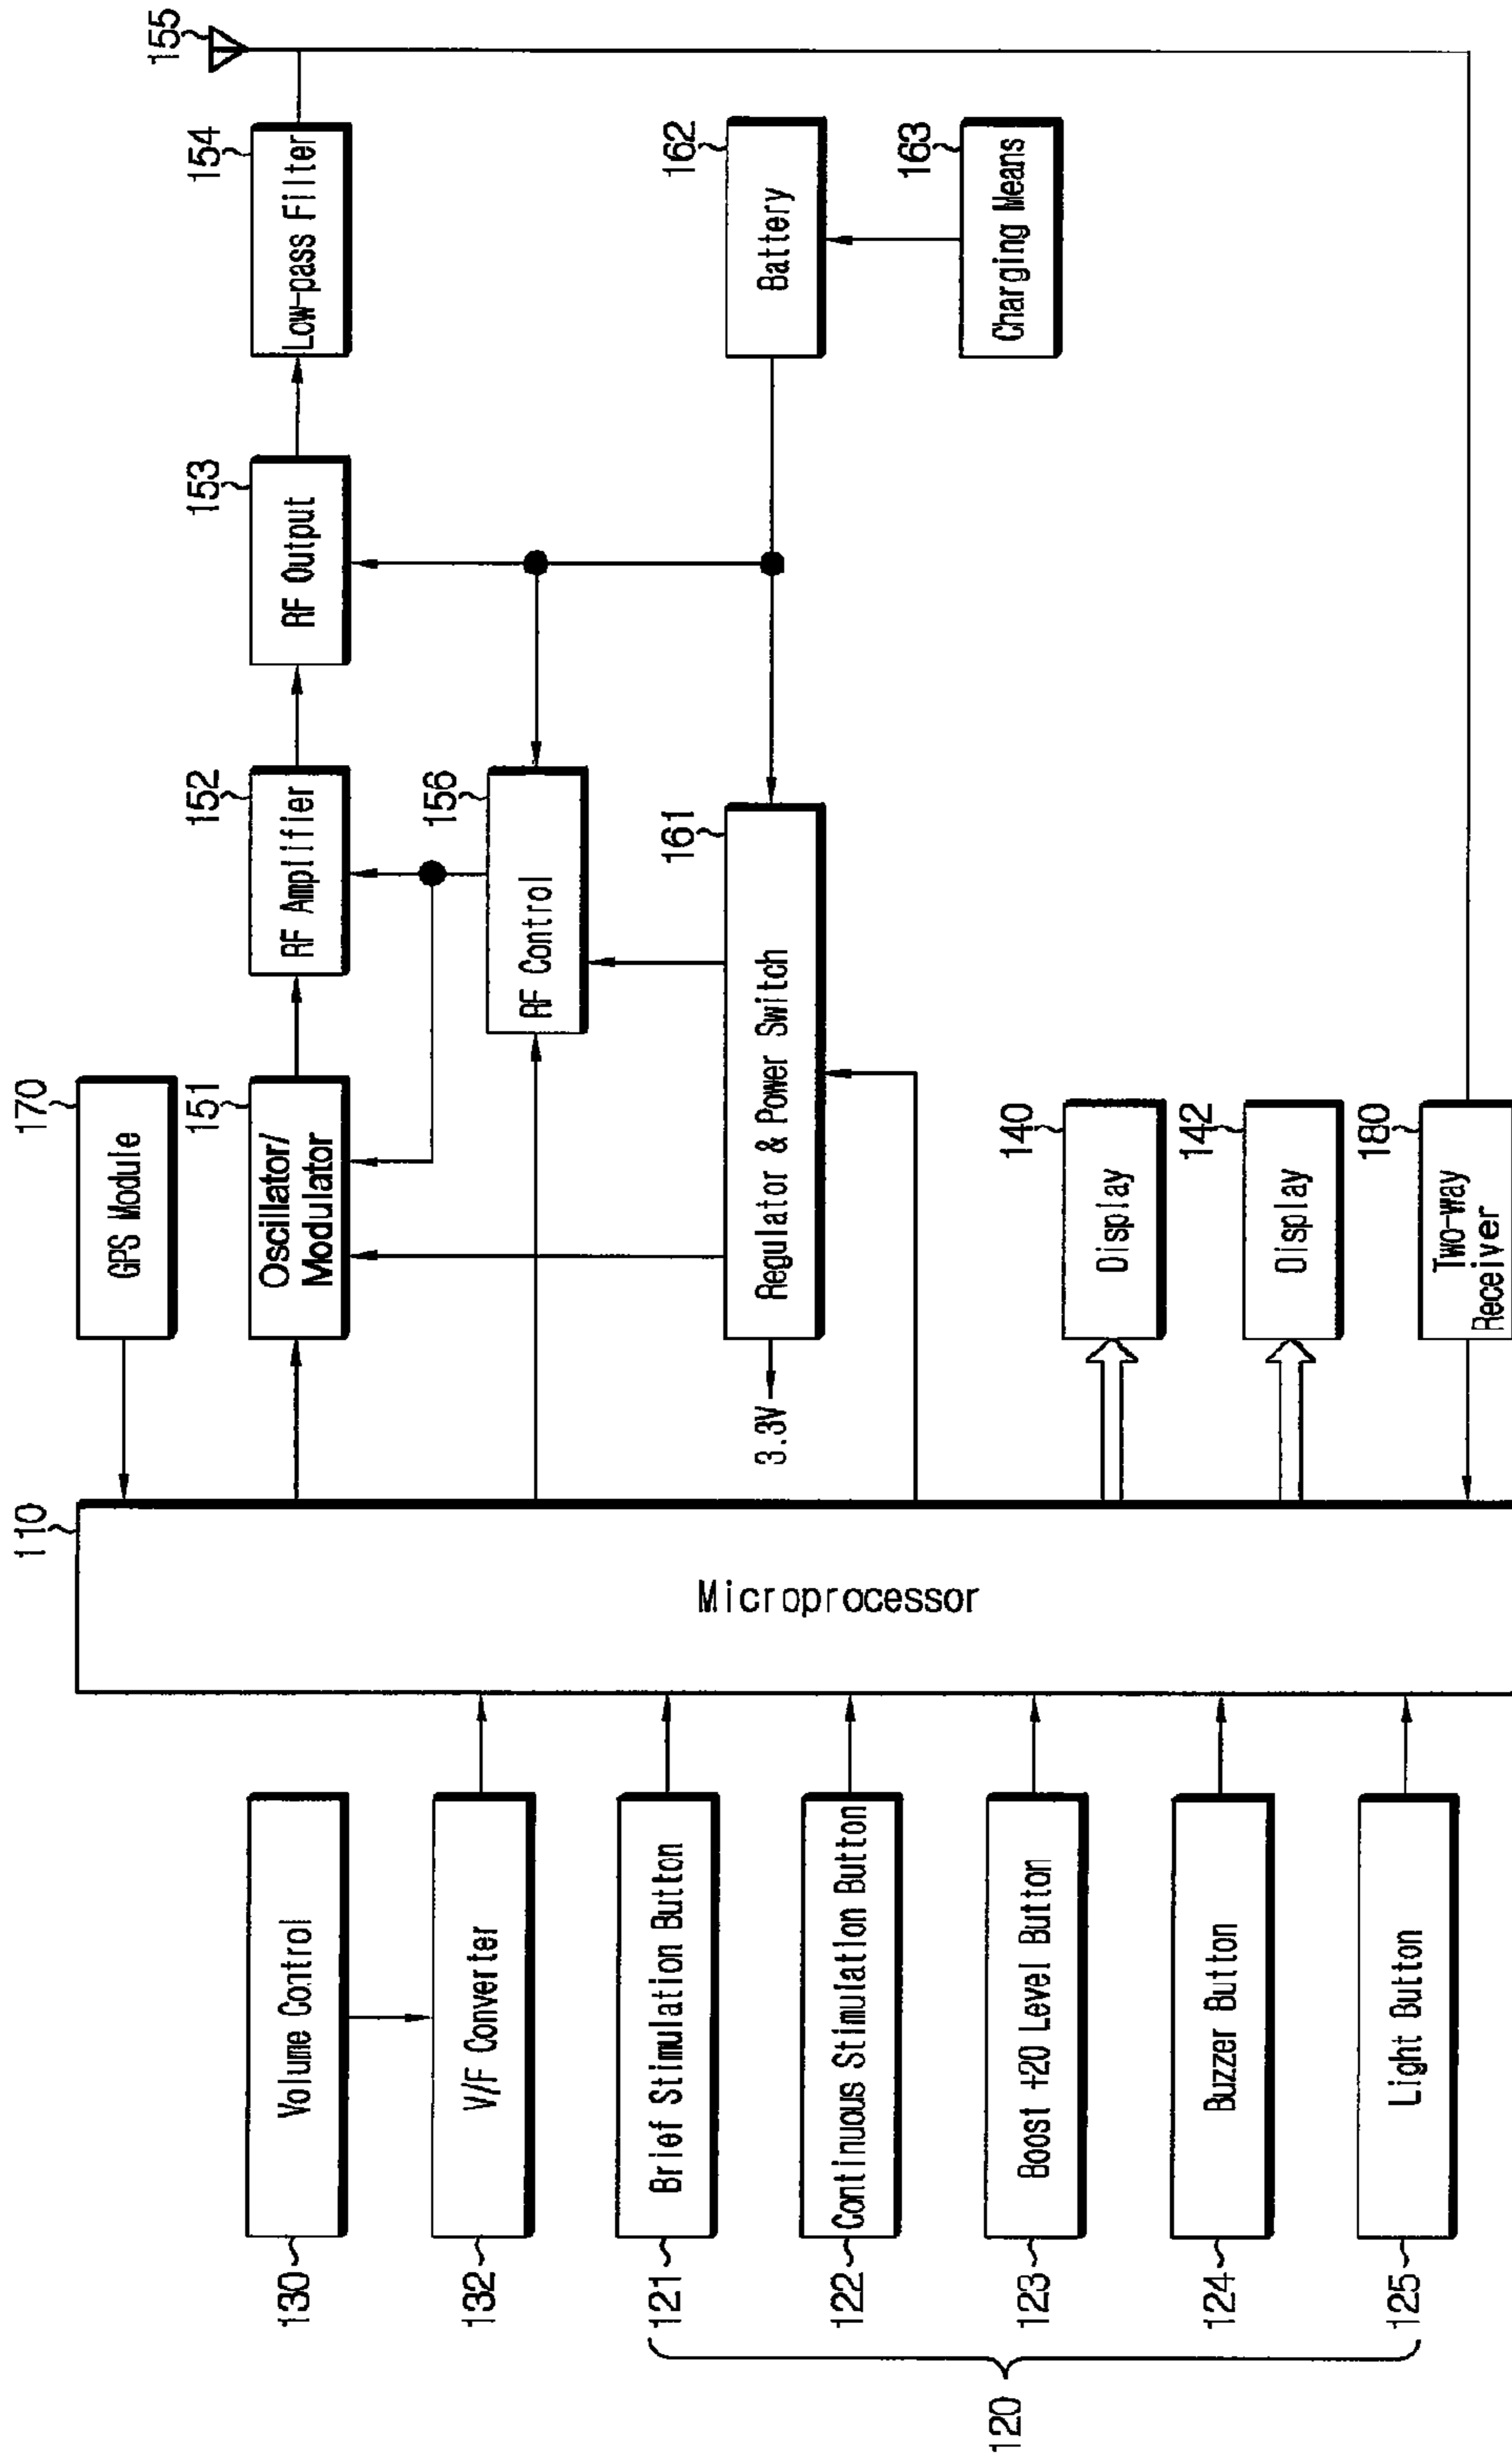 110
170
GPS Module
130
Volume Control
151
Oscillator/
Modulator
152
RF Amplifier
153
RF Output
154
Low-pass Filter
155
132
V/F Converter
156
RF Control
121
Brief Stimulation Button
Microprocessor
3.3V
161
Regulator & Power Switch
162
Battery
122
Continuous Stimulation Button
163
Charging Means
120
123
Boost +20 Level Button
140
Display
124
Buzzer Button
142
Display
125
Light Button
180
Two-way
Receiver